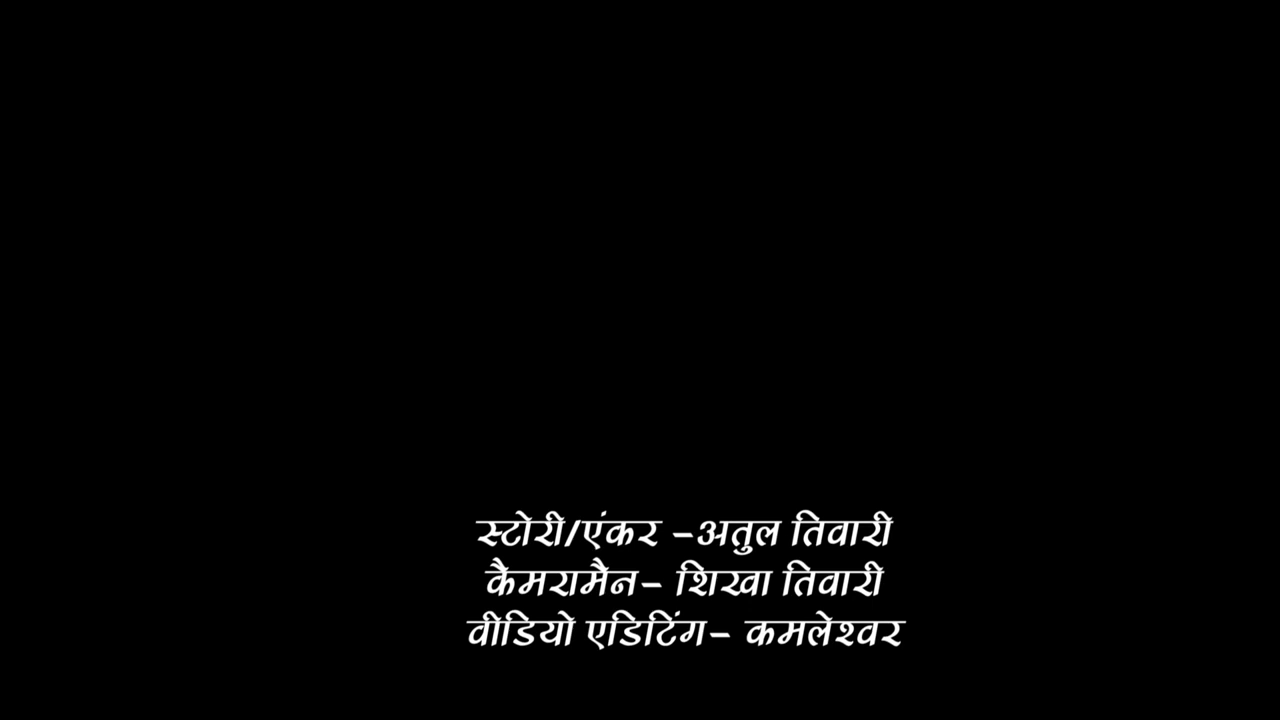 स्टोरी/एंकर -अतुल तिवारी
कैमरामैन- शिखा तिवारी
वीडियो एडिटिंग- कमलेश्वर